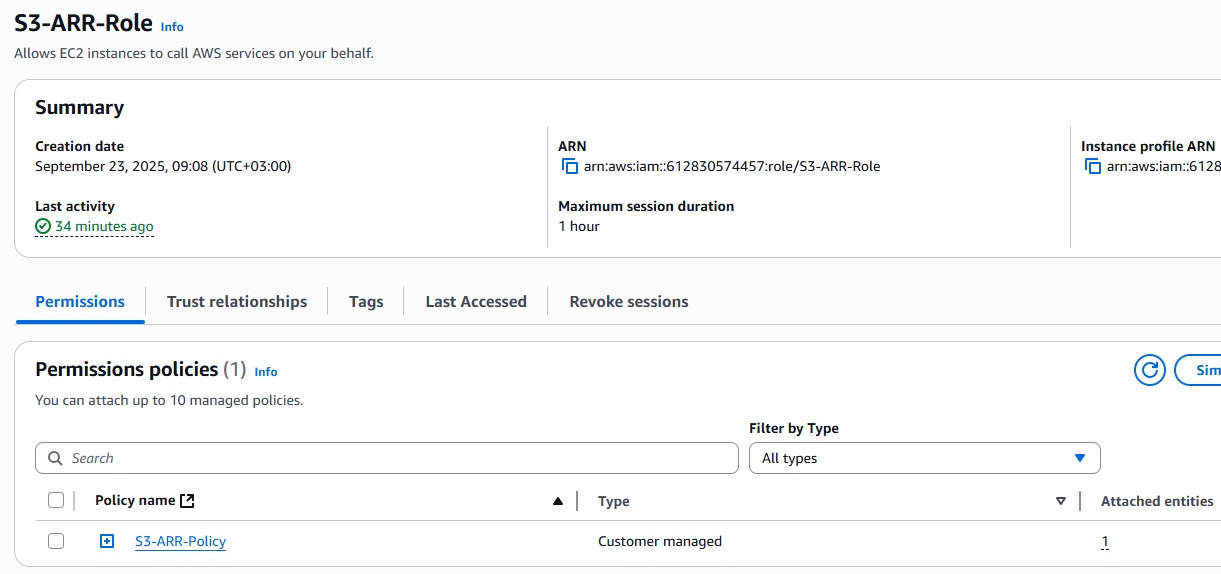 S3-ARR-Role Info
Allows EC2 instances to call AWS services on your behalf.
Summary
Creation date
September 23, 2025, 09:08 (UTC+03:00)
ARN
arn:aws:iam::612830574457:role/S3-ARR-Role
Instance profile ARN
arn:aws:iam::6128
Last activity
34 minutes ago
Maximum session duration
1 hour
Permissions
Trust relationships
Tags
Last Accessed
Revoke sessions
Permissions policies (1) Info
Sim
You can attach up to 10 managed policies.
Filter by Type
Search
All types
Policy name
Type
Attached entities
S3-ARR-Policy
Customer managed
1